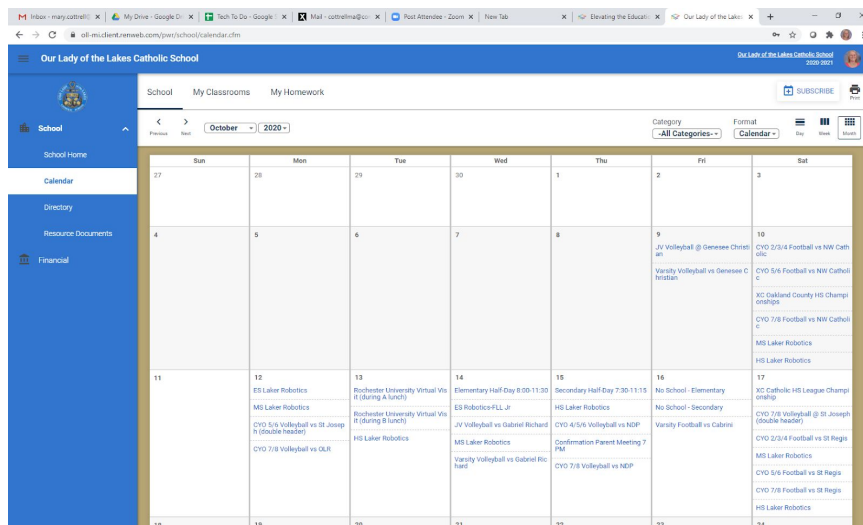 Inbox - mary.cottrell@
My Drive - Google Dr
Tech To Do - Google
Mail - cottrellma@co
Post Attendee - Zoom
New Tab
Elevating the Educatio
Our Lady of the Lakes
oll-mi.client.renweb.com/pwr/school/calendar.cfm
Our Lady of the Lakes Catholic School
Our Lady of the Lakes Catholic School
2020-2021
School
My Classrooms
My Homework
SUBSCRIBE
Print
School
School Home
Calendar
Directory
Resource Documents
Financial
Previous
Next
October
2020
Category
-All Categories-
Format
Calendar
Day
Week
Month
Sun Mon Tue Wed Thu Fri Sat
27 28 29 30 1 2 3
4 5 6 7 8
9
JV Volleyball @ Genesee Christi
an
Varsity Volleyball vs Genesee C
hristian
10
CYO 2/3/4 Football vs NW Cath
olic
CYO 5/6 Football vs NW Catholi
c
XC Oakland County HS Champi
onships
CYO 7/8 Football vs NW Catholi
c
MS Laker Robotics
HS Laker Robotics
11
12
ES Laker Robotics
MS Laker Robotics
CYO 5/6 Volleyball vs St Josep
h (double header)
CYO 7/8 Volleyball vs OLR
13
Rochester University Virtual Vis
it (during A lunch)
Rochester University Virtual Vis
it (during B lunch)
HS Laker Robotics
14
Elementary Half-Day 8:00-11:30
ES Robotics-FLL Jr
JV Volleyball vs Gabriel Richard
MS Laker Robotics
Varsity Volleyball vs Gabriel Ric
hard
15
Secondary Half-Day 7:30-11:15
HS Laker Robotics
CYO 4/5/6 Volleyball vs NDP
Confirmation Parent Meeting 7
PM
CYO 7/8 Volleyball vs NDP
16
No School - Elementary
No School - Secondary
Varsity Football vs Cabrini
17
XC Catholic HS League Champi
onship
CYO 7/8 Volleyball @ St Joseph
(double header)
CYO 2/3/4 Football vs St Regis
MS Laker Robotics
CYO 5/6 Football vs St Regis
CYO 7/8 Football vs St Regis
HS Laker Robotics